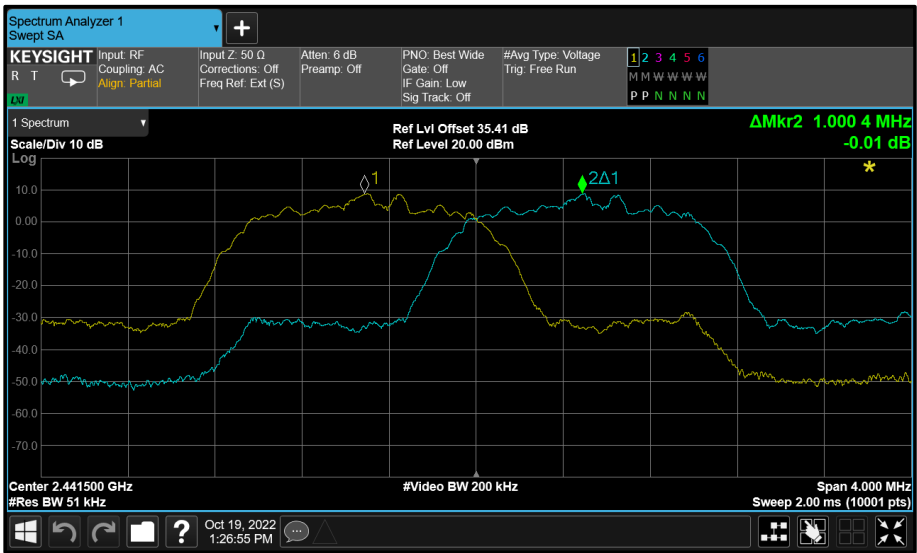 Spectrum Analyzer 1
Swept SA
+
KEYSIGHT
R T
LXI
Input: RF
Coupling: AC
Align: Partial
Input Z: 50 Ω
Corrections: Off
Freq Ref: Ext (S)
Atten: 6 dB
Preamp: Off
PNO: Best Wide
Gate: Off
IF Gain: Low
Sig Track: Off
#Avg Type: Voltage
Trig: Free Run
1 2 3 4 5 6
M M W W W W
P P N N N N
1 Spectrum
Scale/Div 10 dB
Ref Lvl Offset 35.41 dB
Ref Level 20.00 dBm
ΔMkr2 1.000 4 MHz
-0.01 dB
*
Log
1
2Δ1
10.0
0.00
-10.0
-20.0
-30.0
-40.0
-50.0
-60.0
-70.0
Center 2.441500 GHz
#Video BW 200 kHz
Span 4.000 MHz
#Res BW 51 kHz
Sweep 2.00 ms (10001 pts)
?
Oct 19, 2022
1:26:55 PM